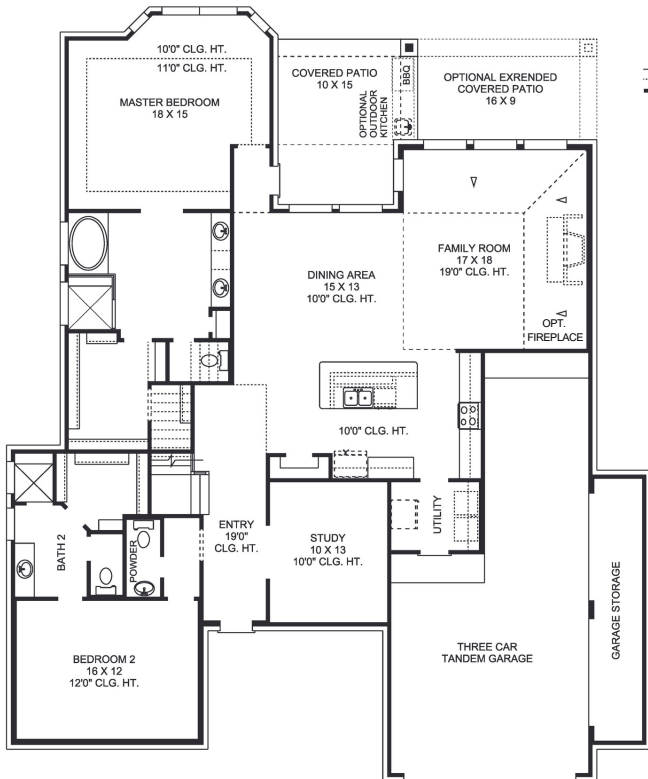 10'0" CLG. HT.
11'0" CLG. HT.
MASTER BEDROOM
18 X 15
COVERED PATIO
10 X 15
OPTIONAL
OUTDOOR
KITCHEN
BBQ
OPTIONAL EXRENDED
COVERED PATIO
16 X 9
DINING AREA
15 X 13
10'0" CLG. HT.
FAMILY ROOM
17 X 18
19'0" CLG. HT.
OPT.
FIREPLACE
10'0" CLG. HT.
ENTRY
19'0"
CLG. HT.
STUDY
10 X 13
10'0" CLG. HT.
UTILITY
BATH 2
POWDER
BEDROOM 2
16 X 12
12'0" CLG. HT.
THREE CAR
TANDEM GARAGE
GARAGE STORAGE